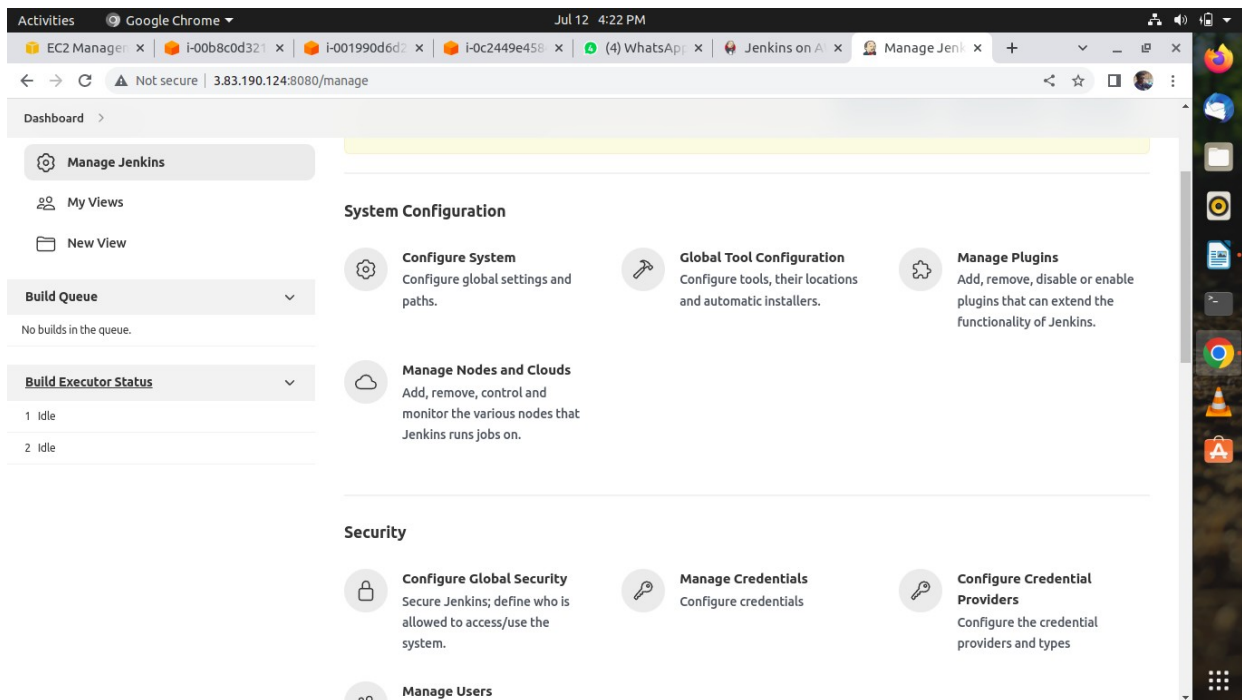 Activities Google Chrome Jul 12 4:22 PM
EC2 Manager i-00b8c0d321 i-001990d6d2 i-0c2449e458 (4) WhatsApp Jenkins on A Manage Jenk
Not secure | 3.83.190.124:8080/manage
Dashboard >
Manage Jenkins
My Views
New View
Build Queue
No builds in the queue.
Build Executor Status
1 Idle
2 Idle
System Configuration
Configure System
Configure global settings and
paths.
Global Tool Configuration
Configure tools, their locations
and automatic installers.
Manage Plugins
Add, remove, disable or enable
plugins that can extend the
functionality of Jenkins.
Manage Nodes and Clouds
Add, remove, control and
monitor the various nodes that
Jenkins runs jobs on.
Security
Configure Global Security
Secure Jenkins; define who is
allowed to access/use the
system.
Manage Credentials
Configure credentials
Configure Credential
Providers
Configure the credential
providers and types
Manage Users